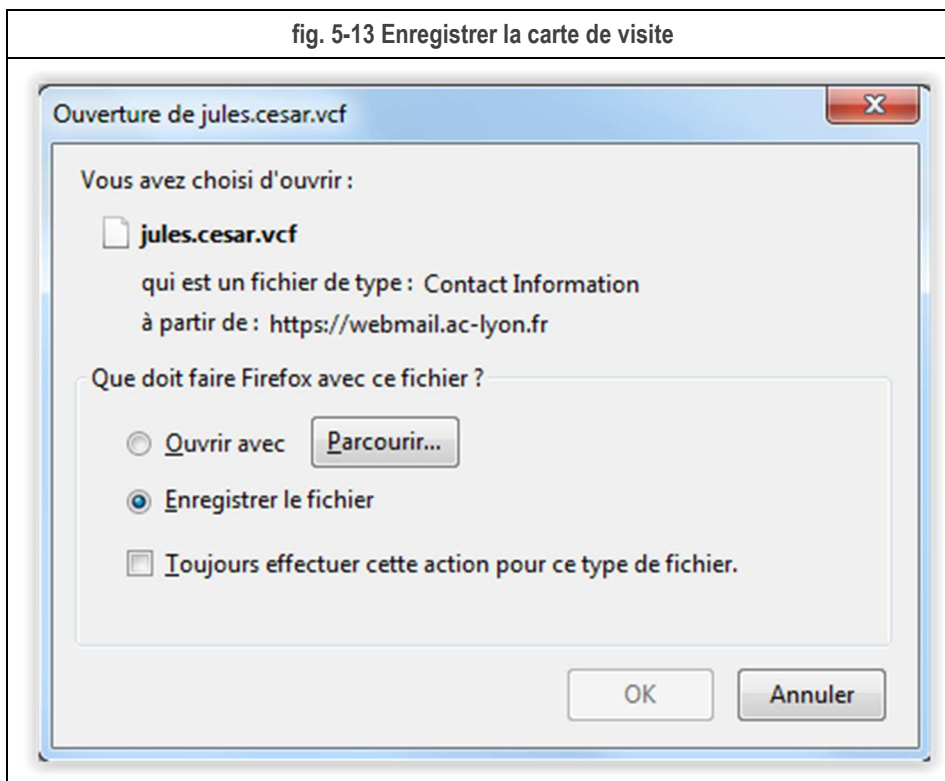 fig. 5-13 Enregistrer la carte de visite
Ouverture de jules.cesar.vcf
Vous avez choisi d'ouvrir :
jules.cesar.vcf
qui est un fichier de type : Contact Information
à partir de : https://webmail.ac-lyon.fr
Que doit faire Firefox avec ce fichier ?
Ouvrir avec Parcourir...
Enregistrer le fichier
Toujours effectuer cette action pour ce type de fichier.
OK Annuler